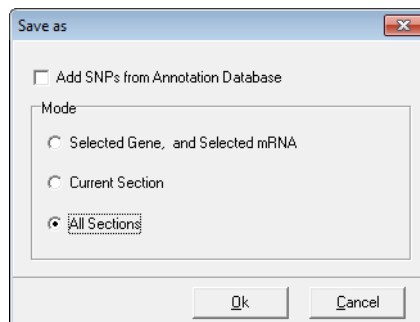 Save as
Add SNPs from Annotation Database
Mode
Selected Gene, and Selected mRNA
Current Section
All Sections
Ok
Cancel